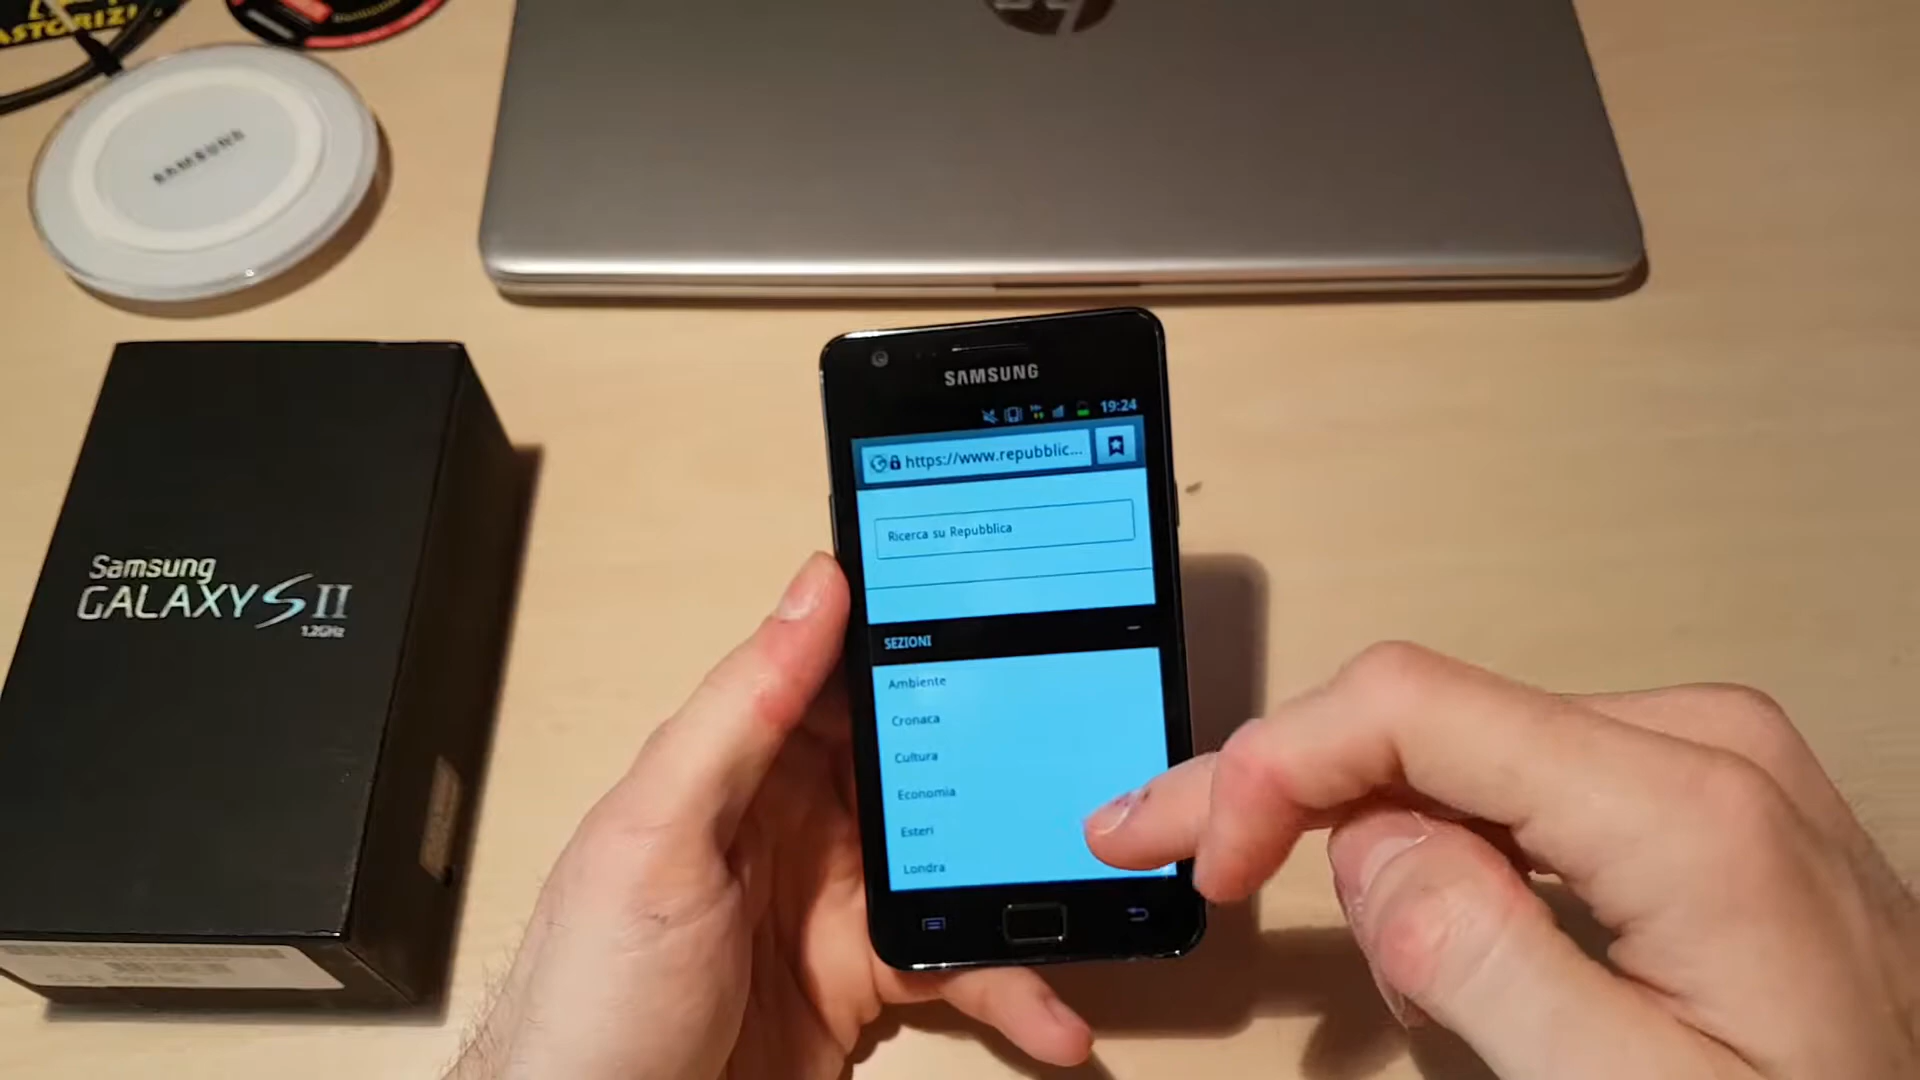 SAMSUNG
hp
Samsung
GALAXY S II
1.2GHz
SAMSUNG
19:24
https://www.repubblic...
Ricerca su Repubblica
SEZIONI
Ambiente
Cronaca
Cultura
Economia
Esteri
Londra